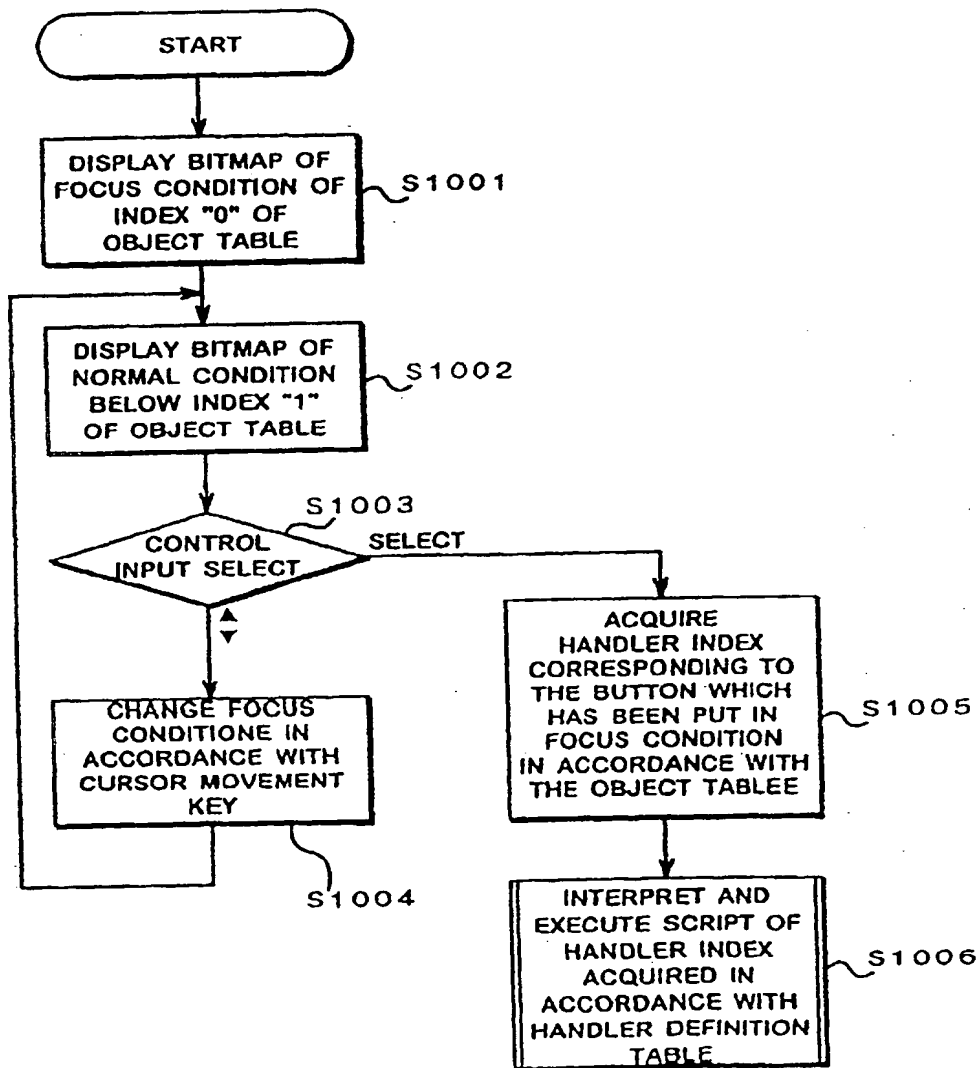 START
DISPLAY BITMAP OF
FOCUS CONDITION OF
INDEX "0" OF
OBJECT TABLE
S1001
DISPLAY BITMAP OF
NORMAL CONDITION
BELOW INDEX "1"
OF OBJECT TABLE
S1002
S1003
CONTROL
INPUT SELECT
SELECT
CHANGE FOCUS
CONDITIONE IN
ACCORDANCE WITH
CURSOR MOVEMENT
KEY
S1004
ACQUIRE
HANDLER INDEX
CORRESPONDING TO
THE BUTTON WHICH
HAS BEEN PUT IN
FOCUS CONDITION
IN ACCORDANCE WITH
THE OBJECT TABLEE
S1005
INTERPRET AND
EXECUTE SCRIPT OF
HANDLER INDEX
ACQUIRED IN
ACCORDANCE WITH
HANDLER DEFINITION
TABLE
S1006